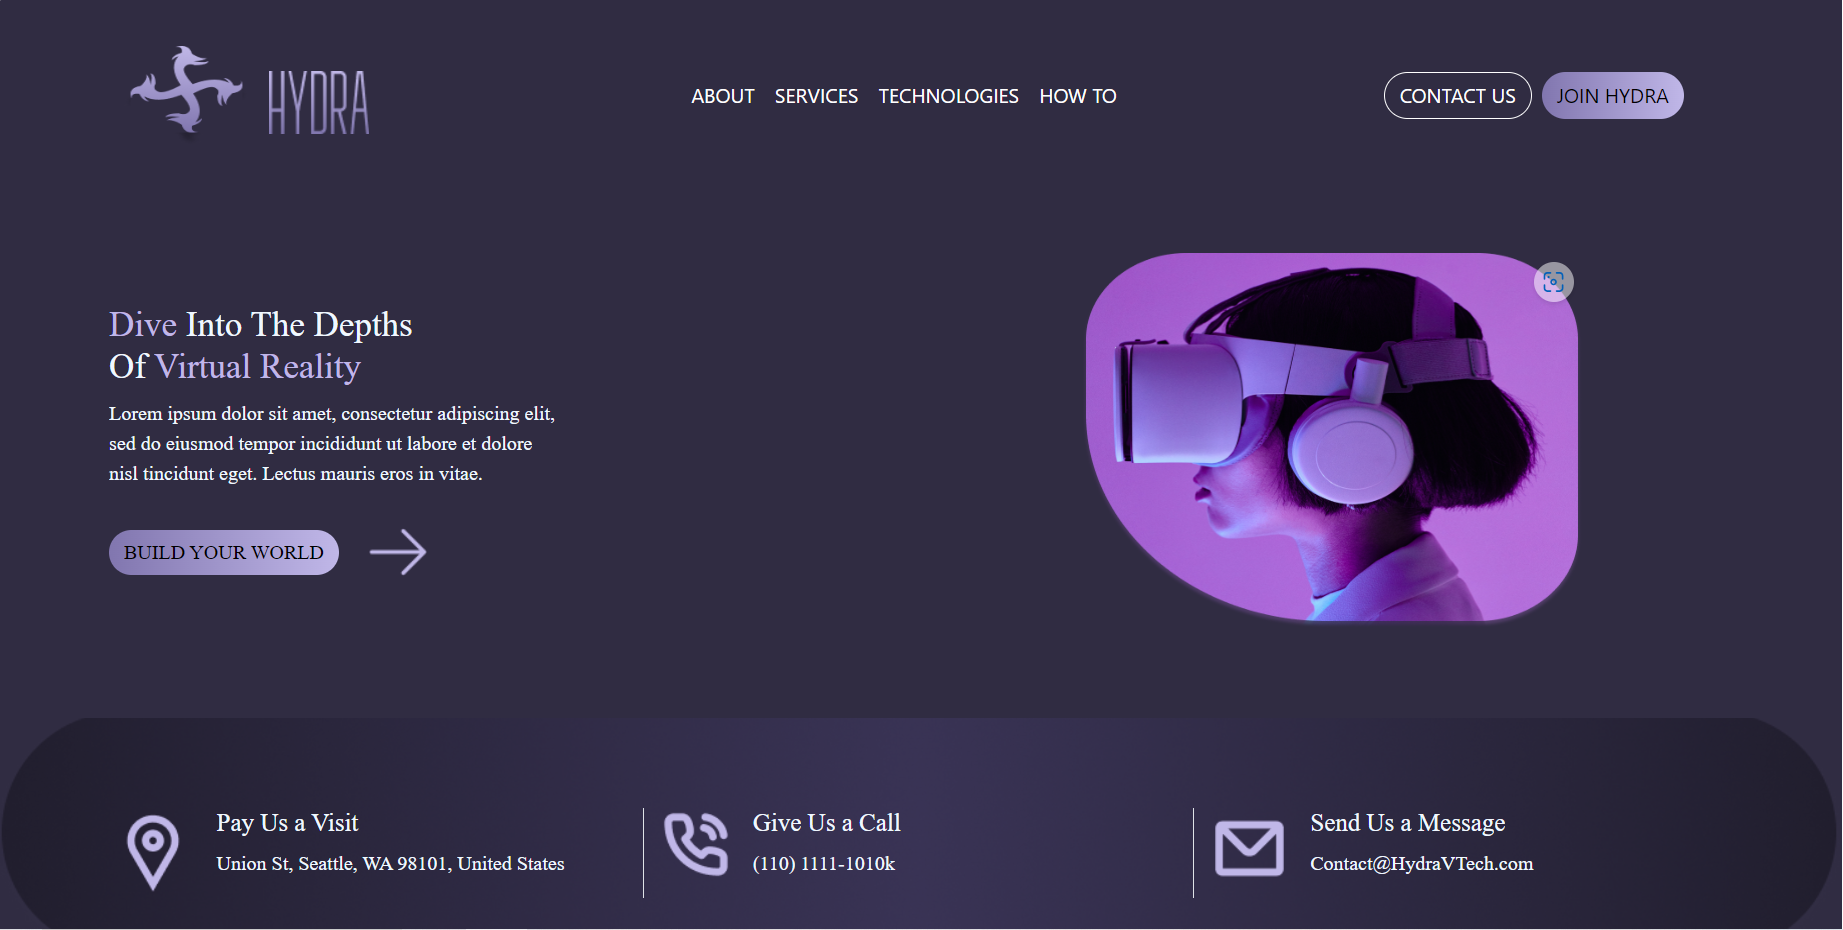 HYDRA
ABOUT SERVICES TECHNOLOGIES HOW TO
CONTACT US JOIN HYDRA
Dive Into The Depths
Of Virtual Reality
Lorem ipsum dolor sit amet, consectetur adipiscing elit,
sed do eiusmod tempor incididunt ut labore et dolore
nisl tincidunt eget. Lectus mauris eros in vitae.
BUILD YOUR WORLD
Pay Us a Visit
Union St, Seattle, WA 98101, United States
Give Us a Call
(110) 1111-1010k
Send Us a Message
Contact@HydraVTech.com